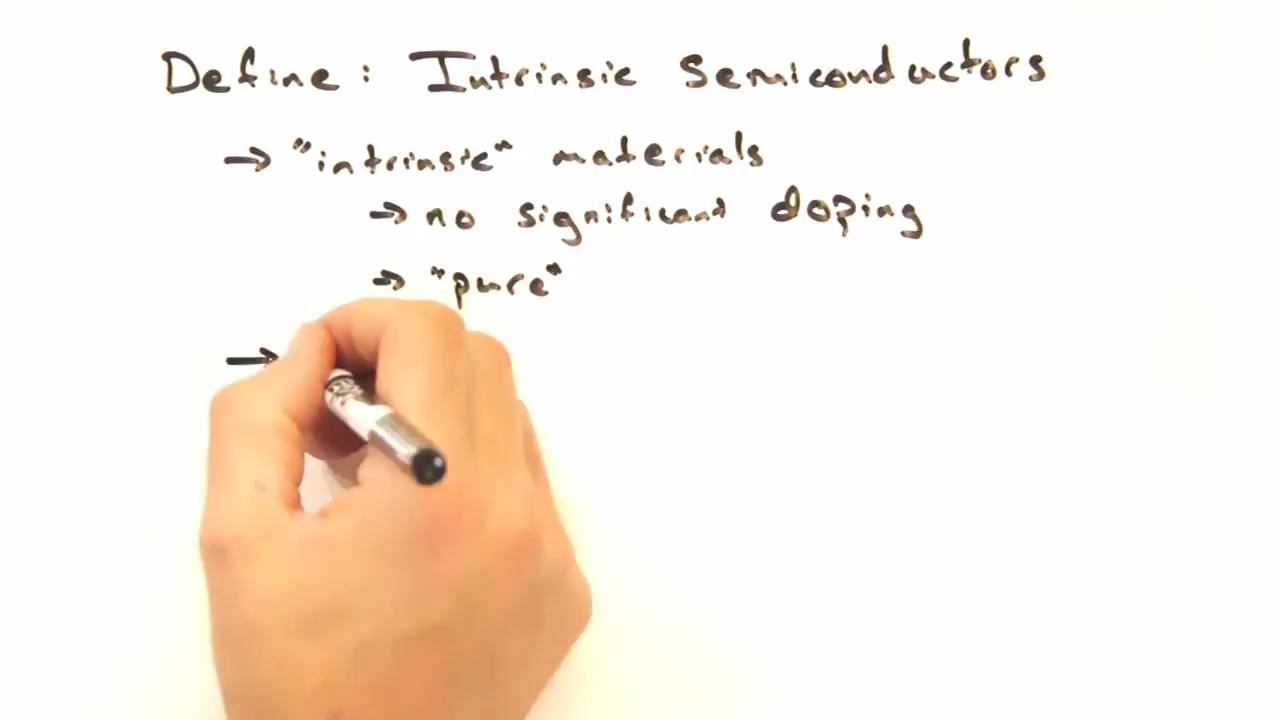 Define: Intrinsic Semiconductors
→ "intrinsic" materials
→ no significant doping
→ "pure"
→